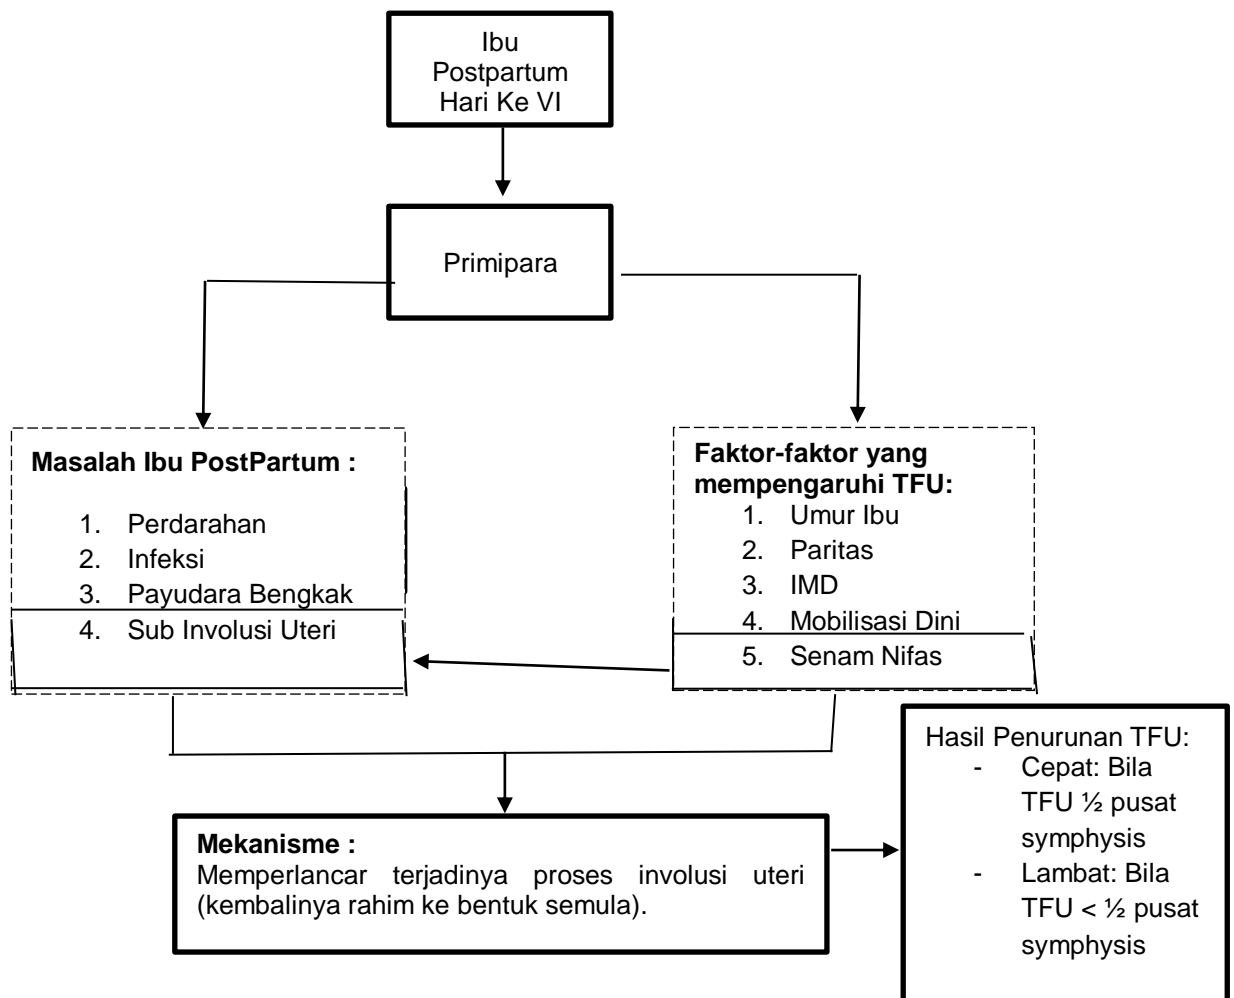 Ibu
Postpartum
Hari Ke VI
Primipara
Masalah Ibu PostPartum :
1. Perdarahan
2. Infeksi
3. Payudara Bengkak
4. Sub Involusi Uteri
Faktor-faktor yang
mempengaruhi TFU:
1. Umur Ibu
2. Paritas
3. IMD
4. Mobilisasi Dini
5. Senam Nifas
Mekanisme :
Memperlancar terjadinya proses involusi uteri
(kembalinya rahim ke bentuk semula).
Hasil Penurunan TFU:
- Cepat: Bila
TFU ½ pusat
symphysis
- Lambat: Bila
TFU < ½ pusat
symphysis